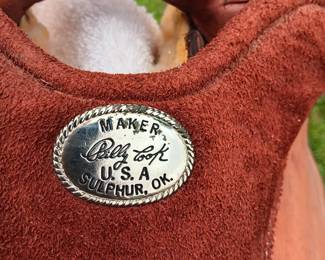 MAKER
Billy Cook
U.S.A
SULPHUR, OK.